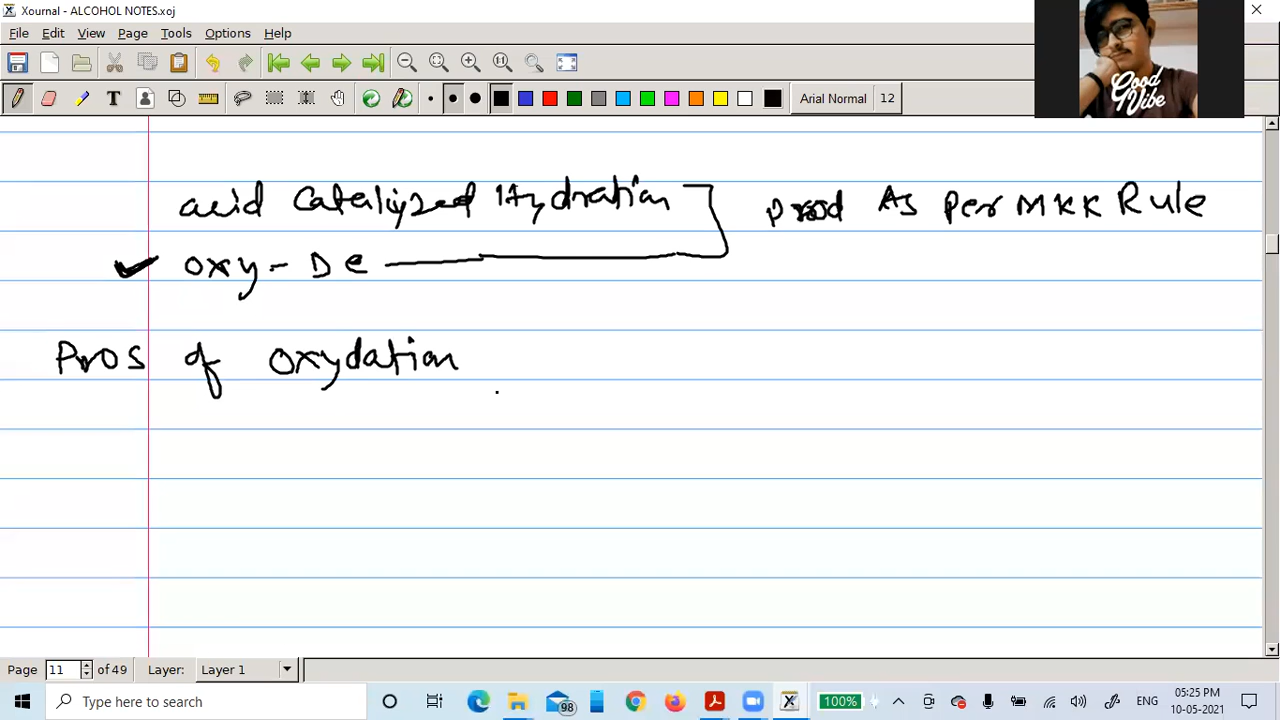 Xournal - ALCOHOL NOTES.xoj
File Edit View Page Tools Options Help
Good Vibe
Arial Normal 12
acid Catalyzed Hydration
prod As Per MKK Rule
oxy - De
Pros of oxydation
Page 11 of 49 Layer: Layer 1
Type here to search
98
100%
ENG
05:25 PM
10-05-2021